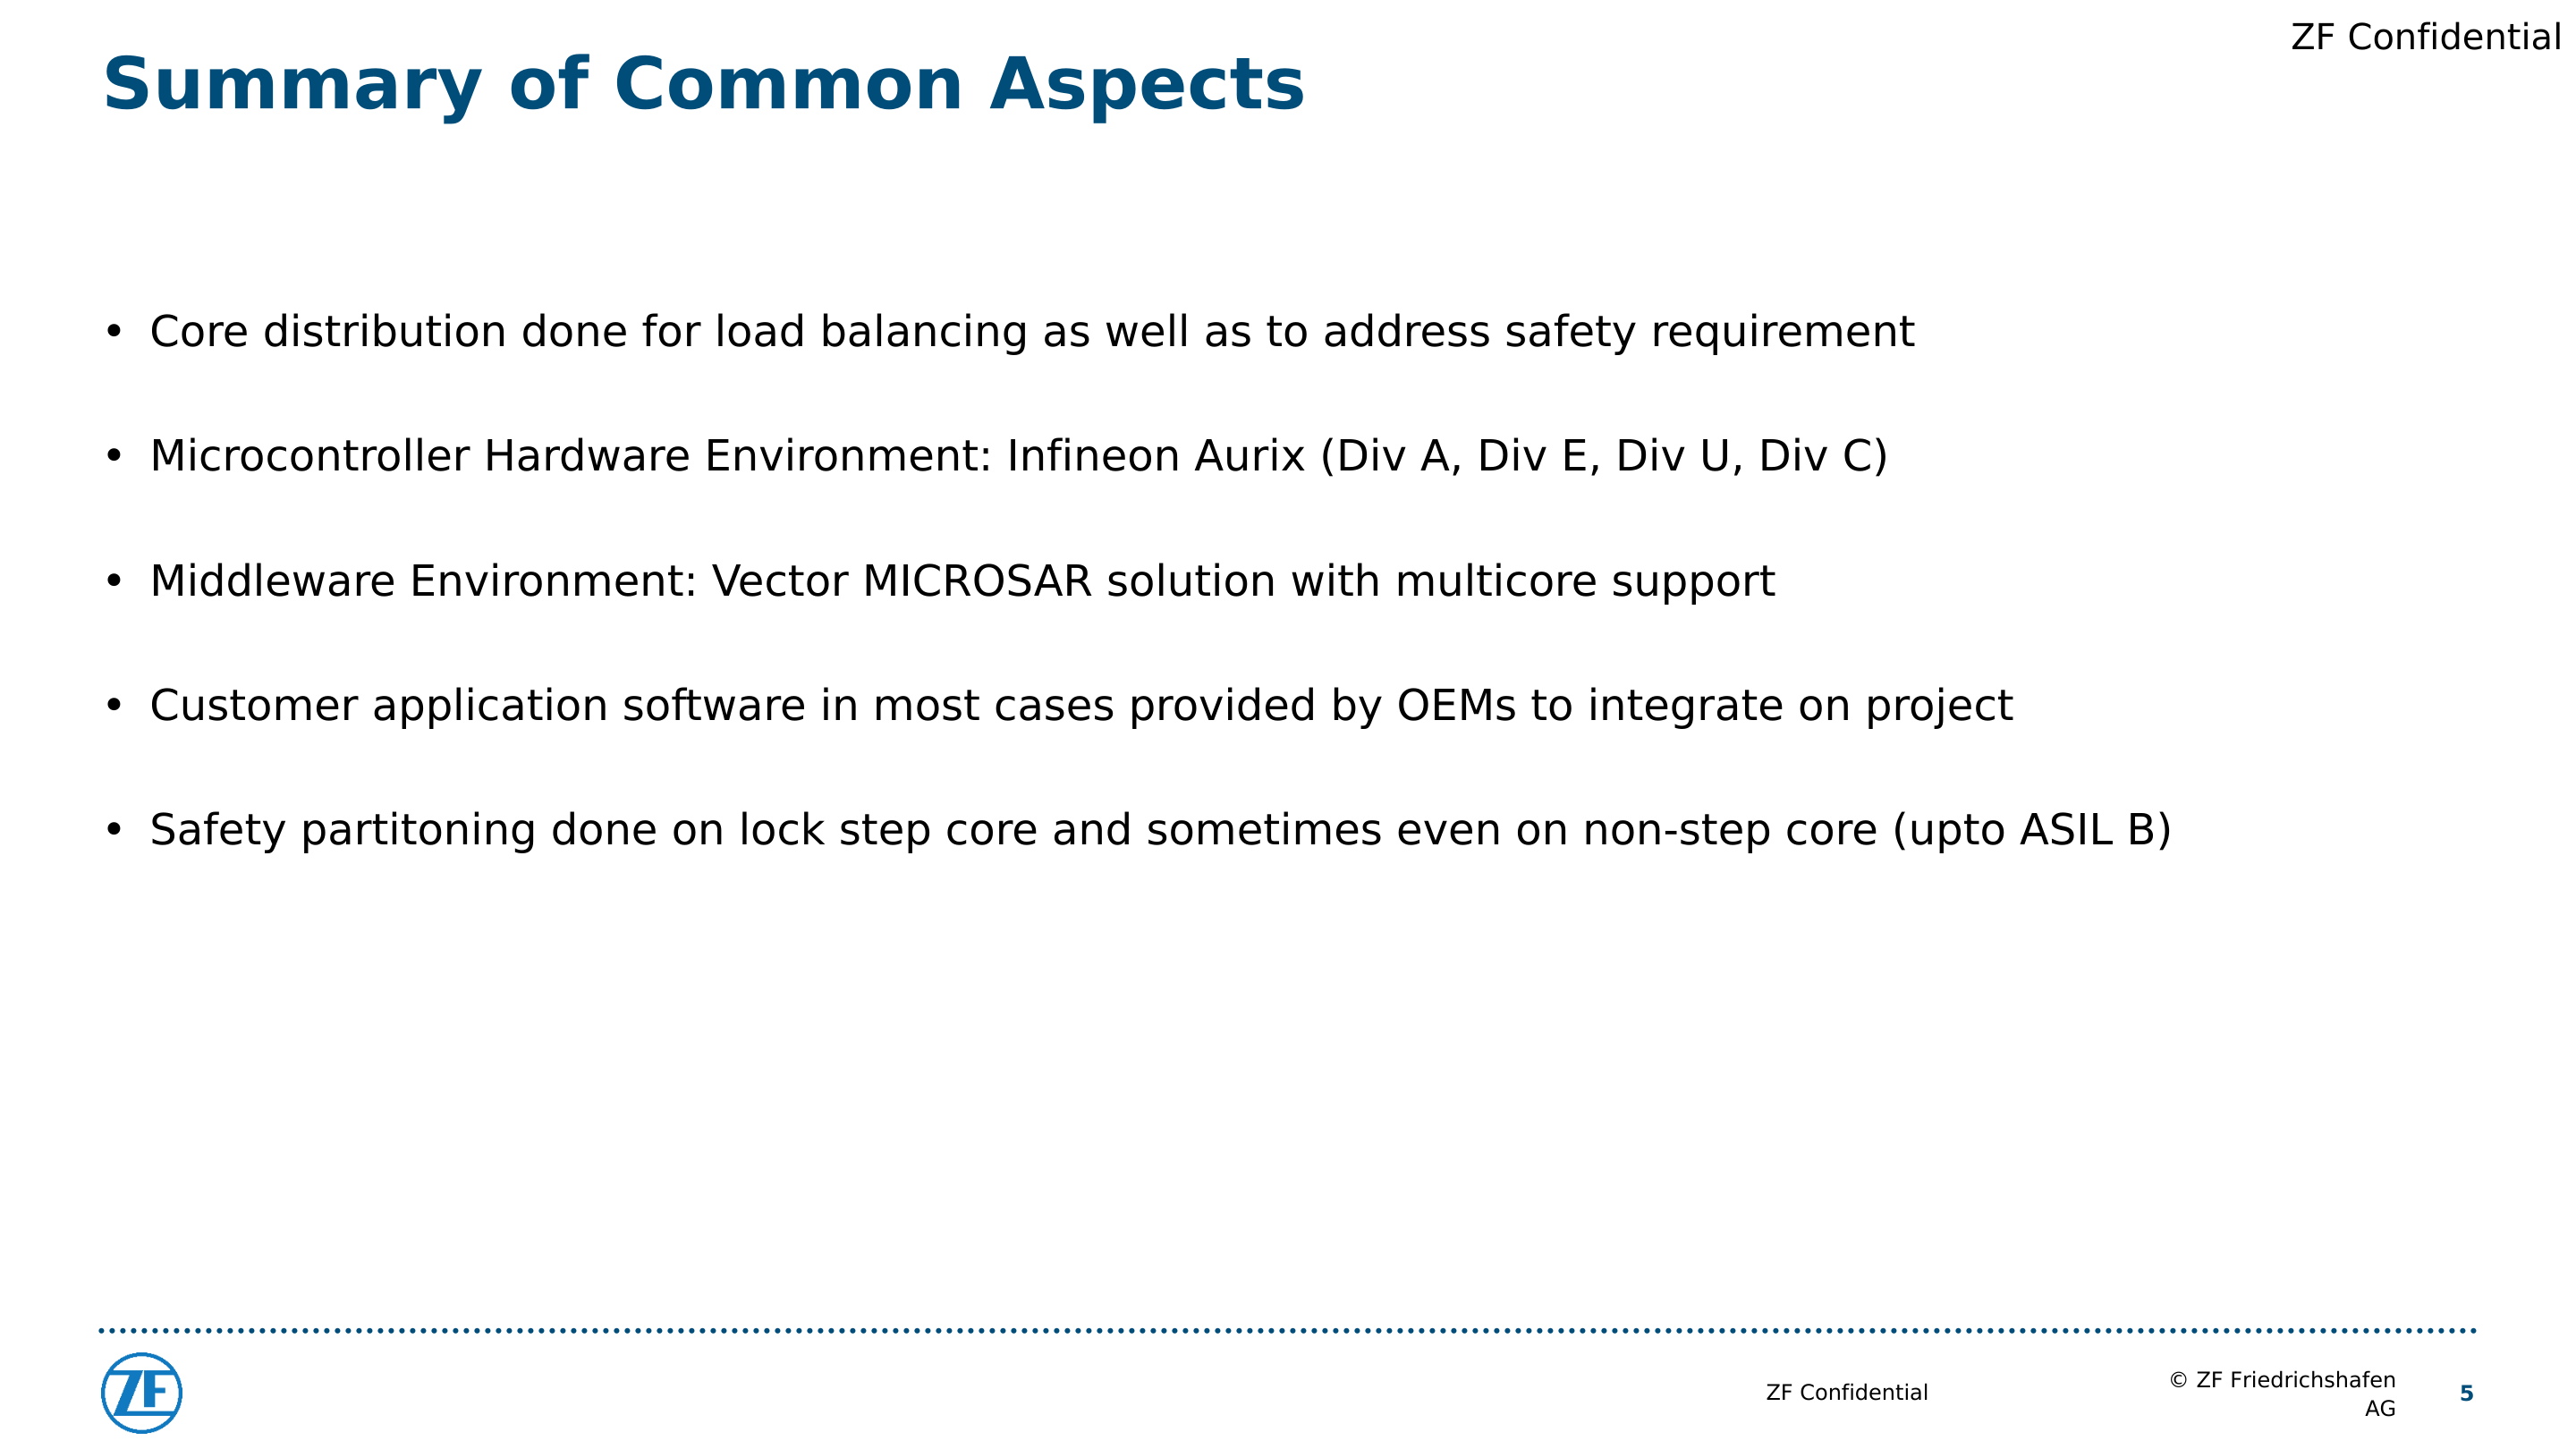 ZF Confidential
Summary of Common Aspects
• Core distribution done for load balancing as well as to address safety requirement
• Microcontroller Hardware Environment: Infineon Aurix (Div A, Div E, Div U, Div C)
• Middleware Environment: Vector MICROSAR solution with multicore support
• Customer application software in most cases provided by OEMs to integrate on project
• Safety partitoning done on lock step core and sometimes even on non-step core (upto ASIL B)
ZF
ZF Confidential
© ZF Friedrichshafen
AG
5